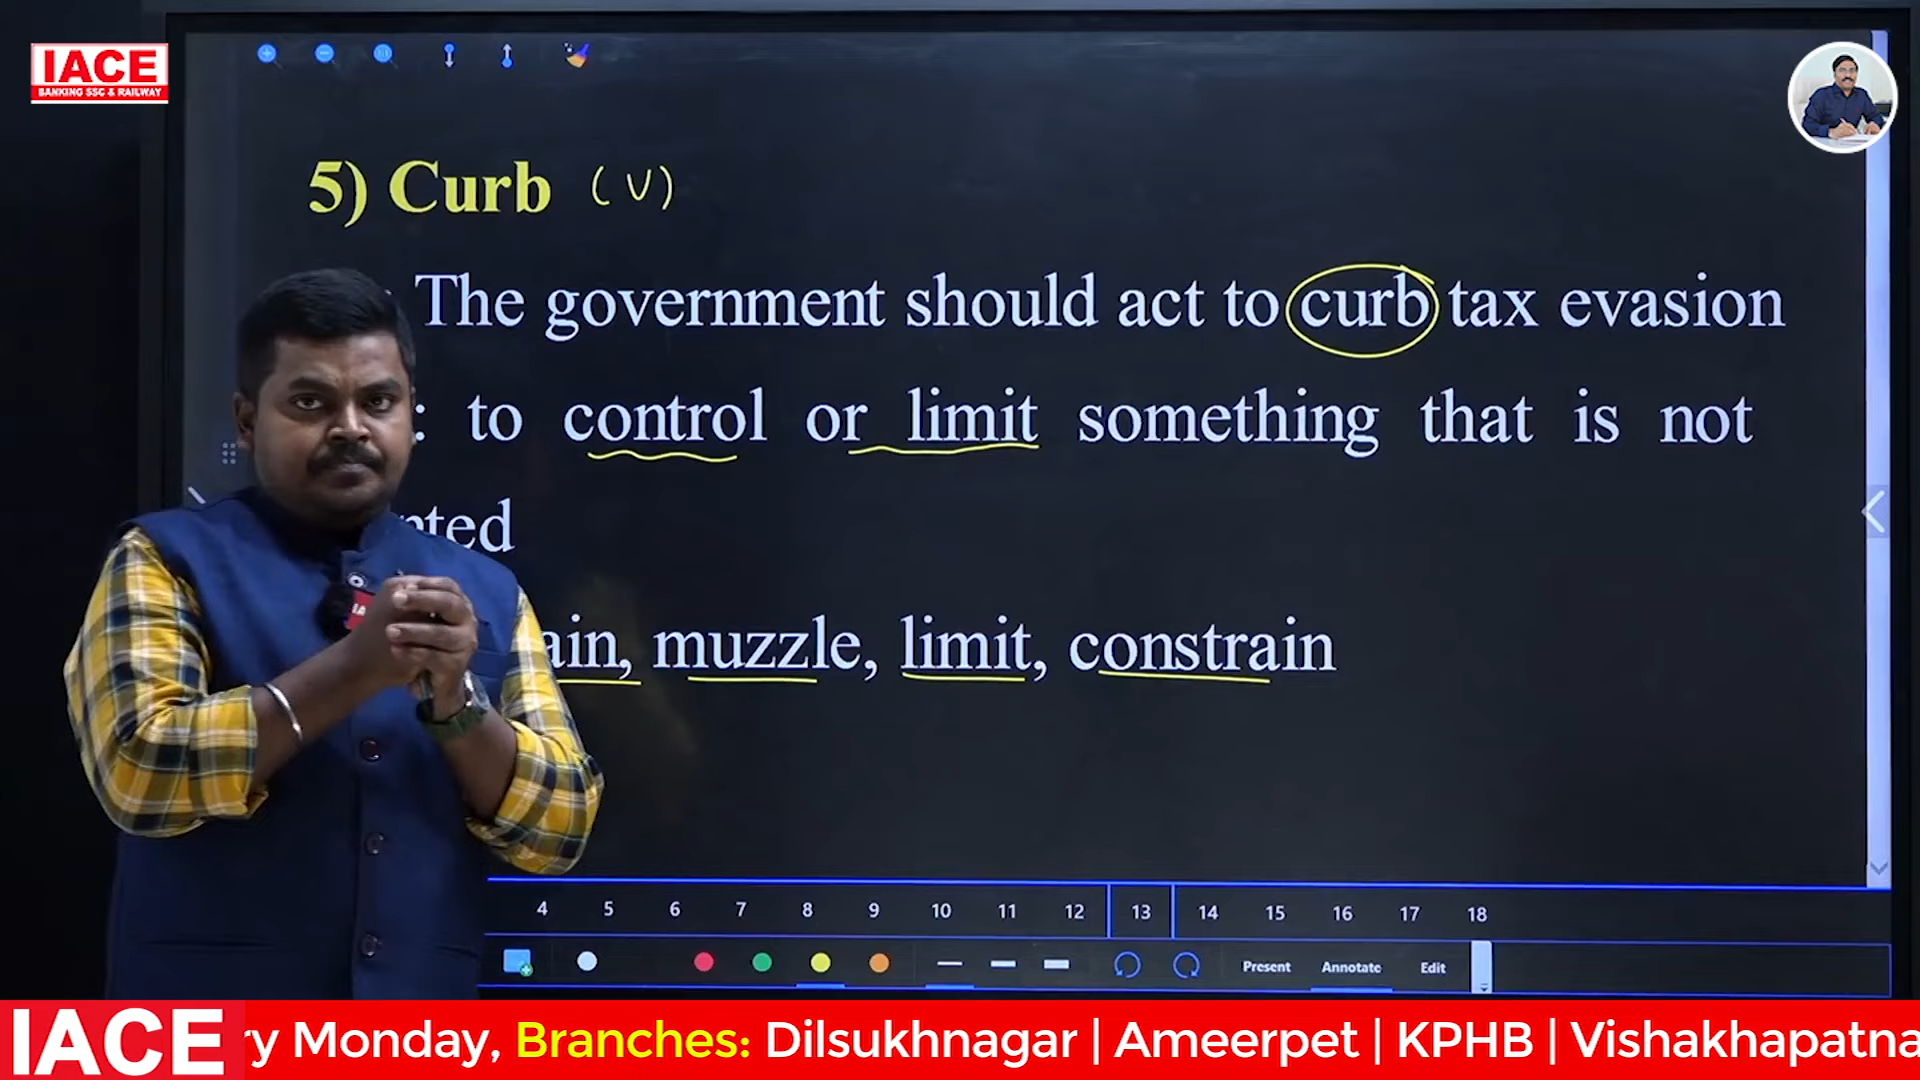 IACE
BANKING SSC & RAILWAY
5) Curb (V)
: The government should act to curb tax evasion
: to control or limit something that is not
nted
ain, muzzle, limit, constrain
4 5 6 7 8 9 10 11 12 13 14 15 16 17 18
Present Annotate Edit
IACE ry Monday, Branches: Dilsukhnagar | Ameerpet | KPHB | Vishakhapatna